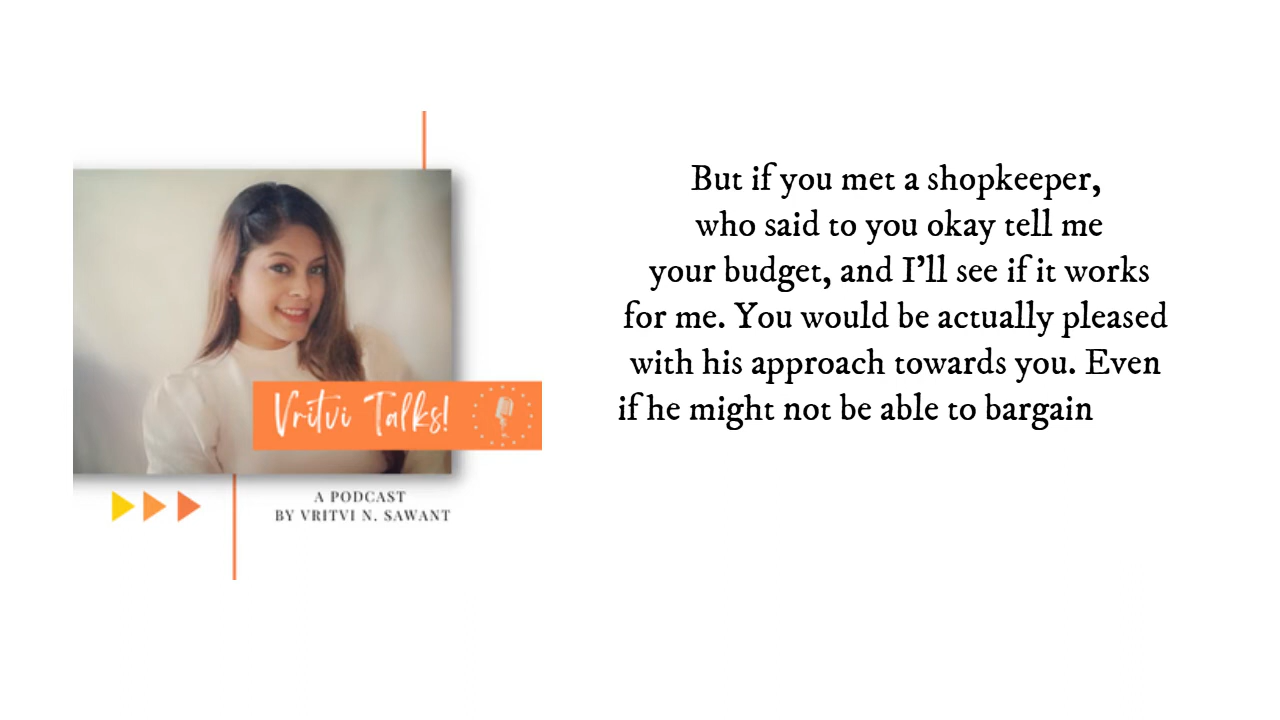 Vritvi Talks!
A PODCAST
BY VRITVI N. SAWANT
But if you met a shopkeeper,
who said to you okay tell me
your budget, and I’ll see if it works
for me. You would be actually pleased
with his approach towards you. Even
if he might not be able to bargain